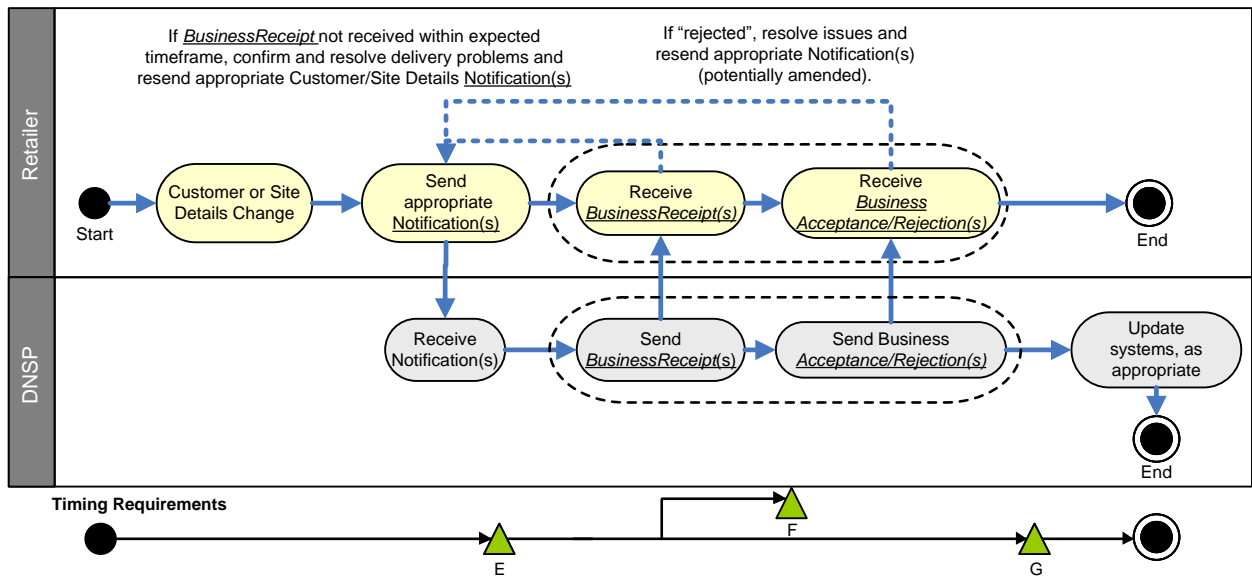 If BusinessReceipt not received within expected
timeframe, confirm and resolve delivery problems and
resend appropriate Customer/Site Details Notification(s)
If “rejected”, resolve issues and
resend appropriate Notification(s)
(potentially amended).
Retailer
Start
Customer or Site
Details Change
Send
appropriate
Notification(s)
Receive
BusinessReceipt(s)
Receive
Business
Acceptance/Rejection(s)
End
DNSP
Receive
Notification(s)
Send
BusinessReceipt(s)
Send Business
Acceptance/Rejection(s)
Update
systems, as
appropriate
End
Timing Requirements
E
F
G